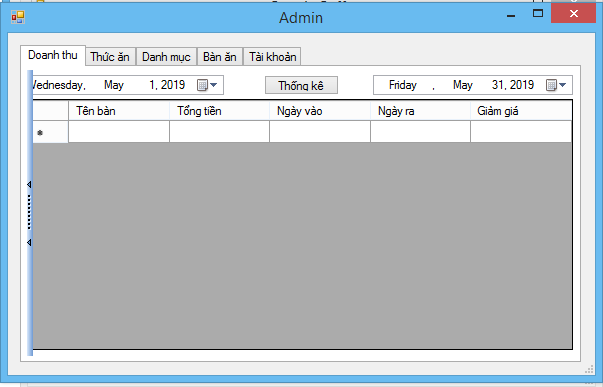 Admin
Doanh thu Thức ăn Danh mục Bàn ăn Tài khoản
Wednesday, May 1, 2019 Thống kê Friday , May 31, 2019
Tên bàn Tổng tiền Ngày vào Ngày ra Giảm giá